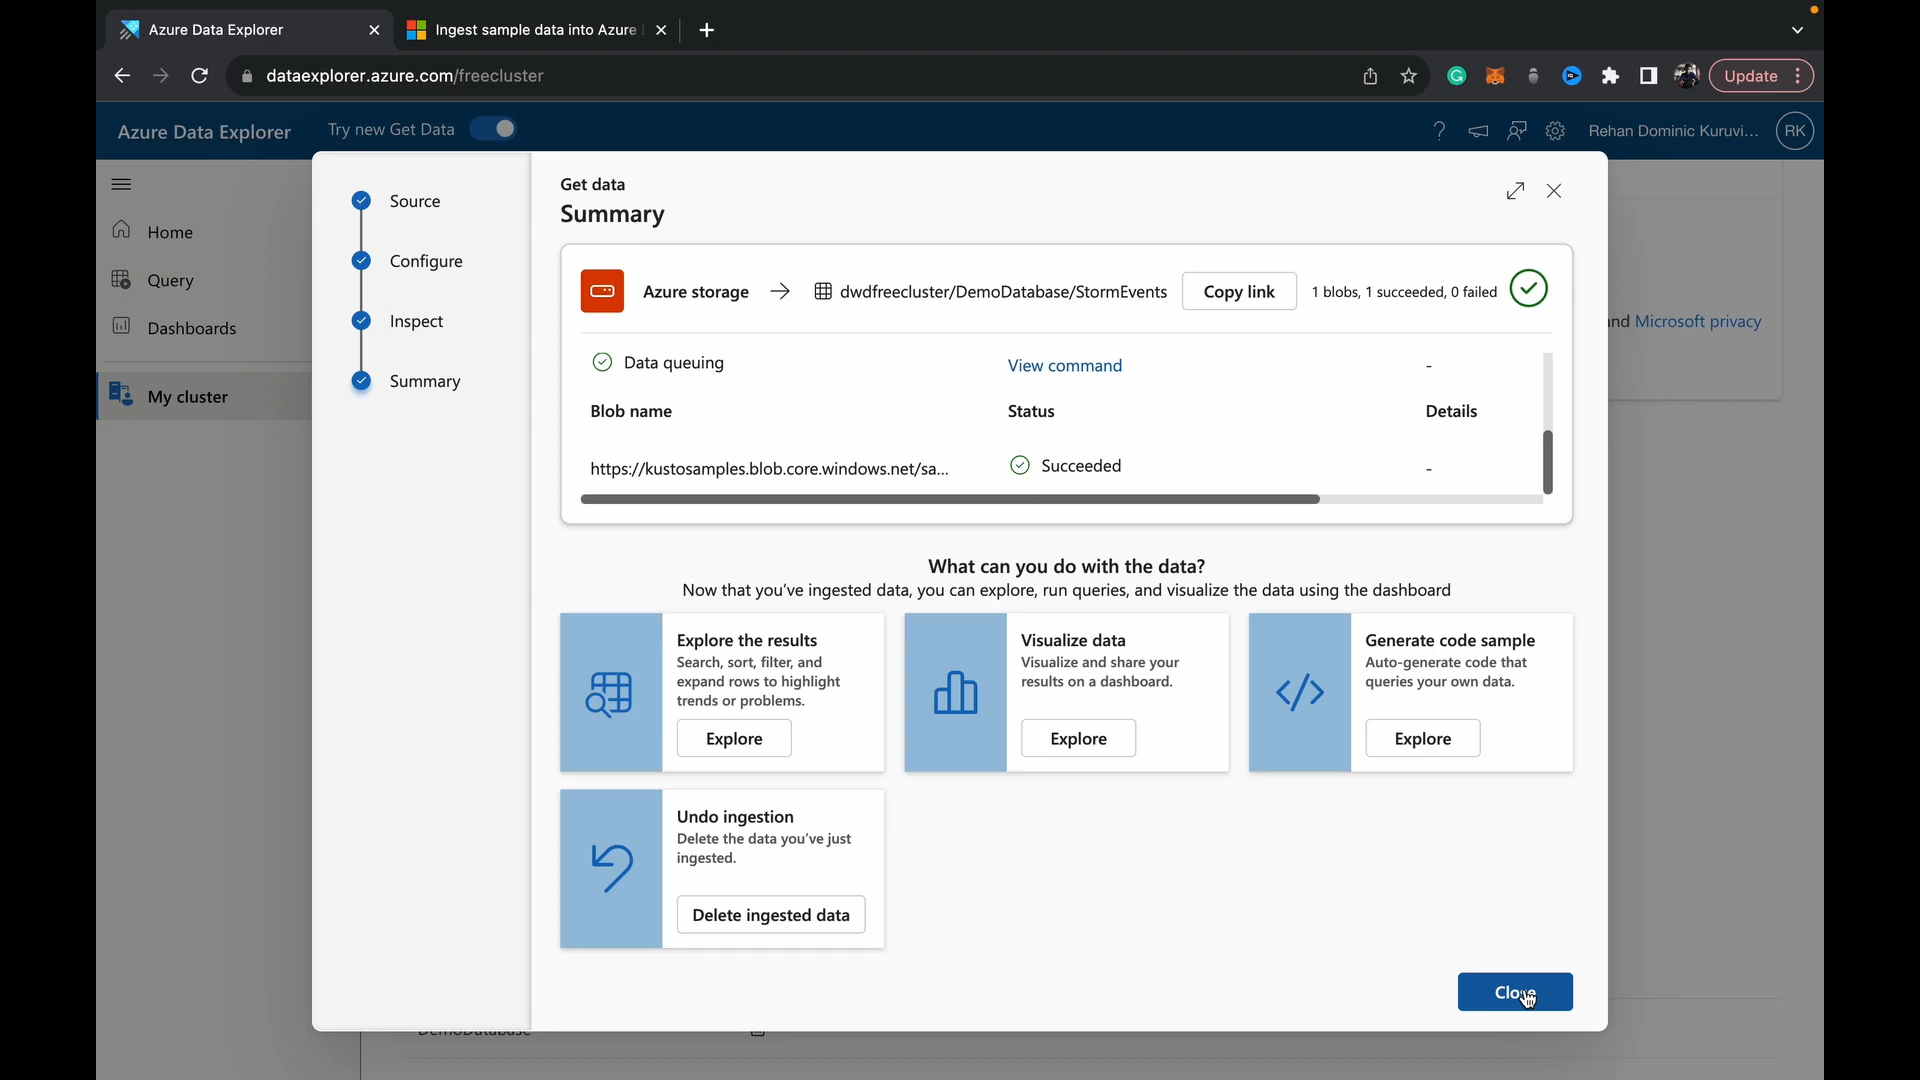 Azure Data Explorer
Ingest sample data into Azure
dataexplorer.azure.com/freecluster
Update
Azure Data Explorer
Try new Get Data
Rehan Dominic Kuruvi...
RK
Home
Query
Dashboards
My cluster
Source
Configure
Inspect
Summary
Get data
Summary
Azure storage
dwdfreecluster/DemoDatabase/StormEvents
Copy link
1 blobs, 1 succeeded, 0 failed
Data queuing
View command
-
Blob name
Status
Details
https://kustosamples.blob.core.windows.net/sa...
Succeeded
-
What can you do with the data?
Now that you've ingested data, you can explore, run queries, and visualize the data using the dashboard
Explore the results
Search, sort, filter, and
expand rows to highlight
trends or problems.
Explore
Visualize data
Visualize and share your
results on a dashboard.
Explore
Generate code sample
Auto-generate code that
queries your own data.
Explore
Undo ingestion
Delete the data you've just
ingested.
Delete ingested data
Close
and Microsoft privacy
DemoDatabase